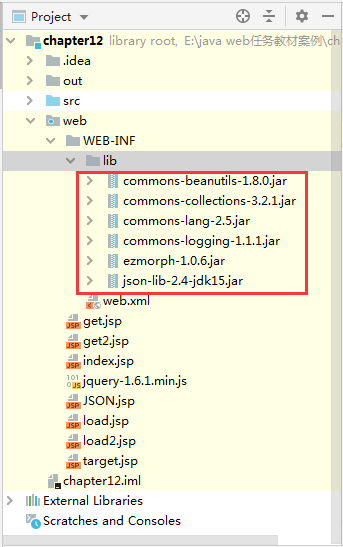 Project
chapter12 library root, E:\java web任务教材案例\ch
.idea
out
src
web
WEB-INF
lib
commons-beanutils-1.8.0.jar
commons-collections-3.2.1.jar
commons-lang-2.5.jar
commons-logging-1.1.1.jar
ezmorph-1.0.6.jar
json-lib-2.4-jdk15.jar
web.xml
get.jsp
get2.jsp
index.jsp
jquery-1.6.1.min.js
JSON.jsp
load.jsp
load2.jsp
target.jsp
chapter12.iml
External Libraries
Scratches and Consoles